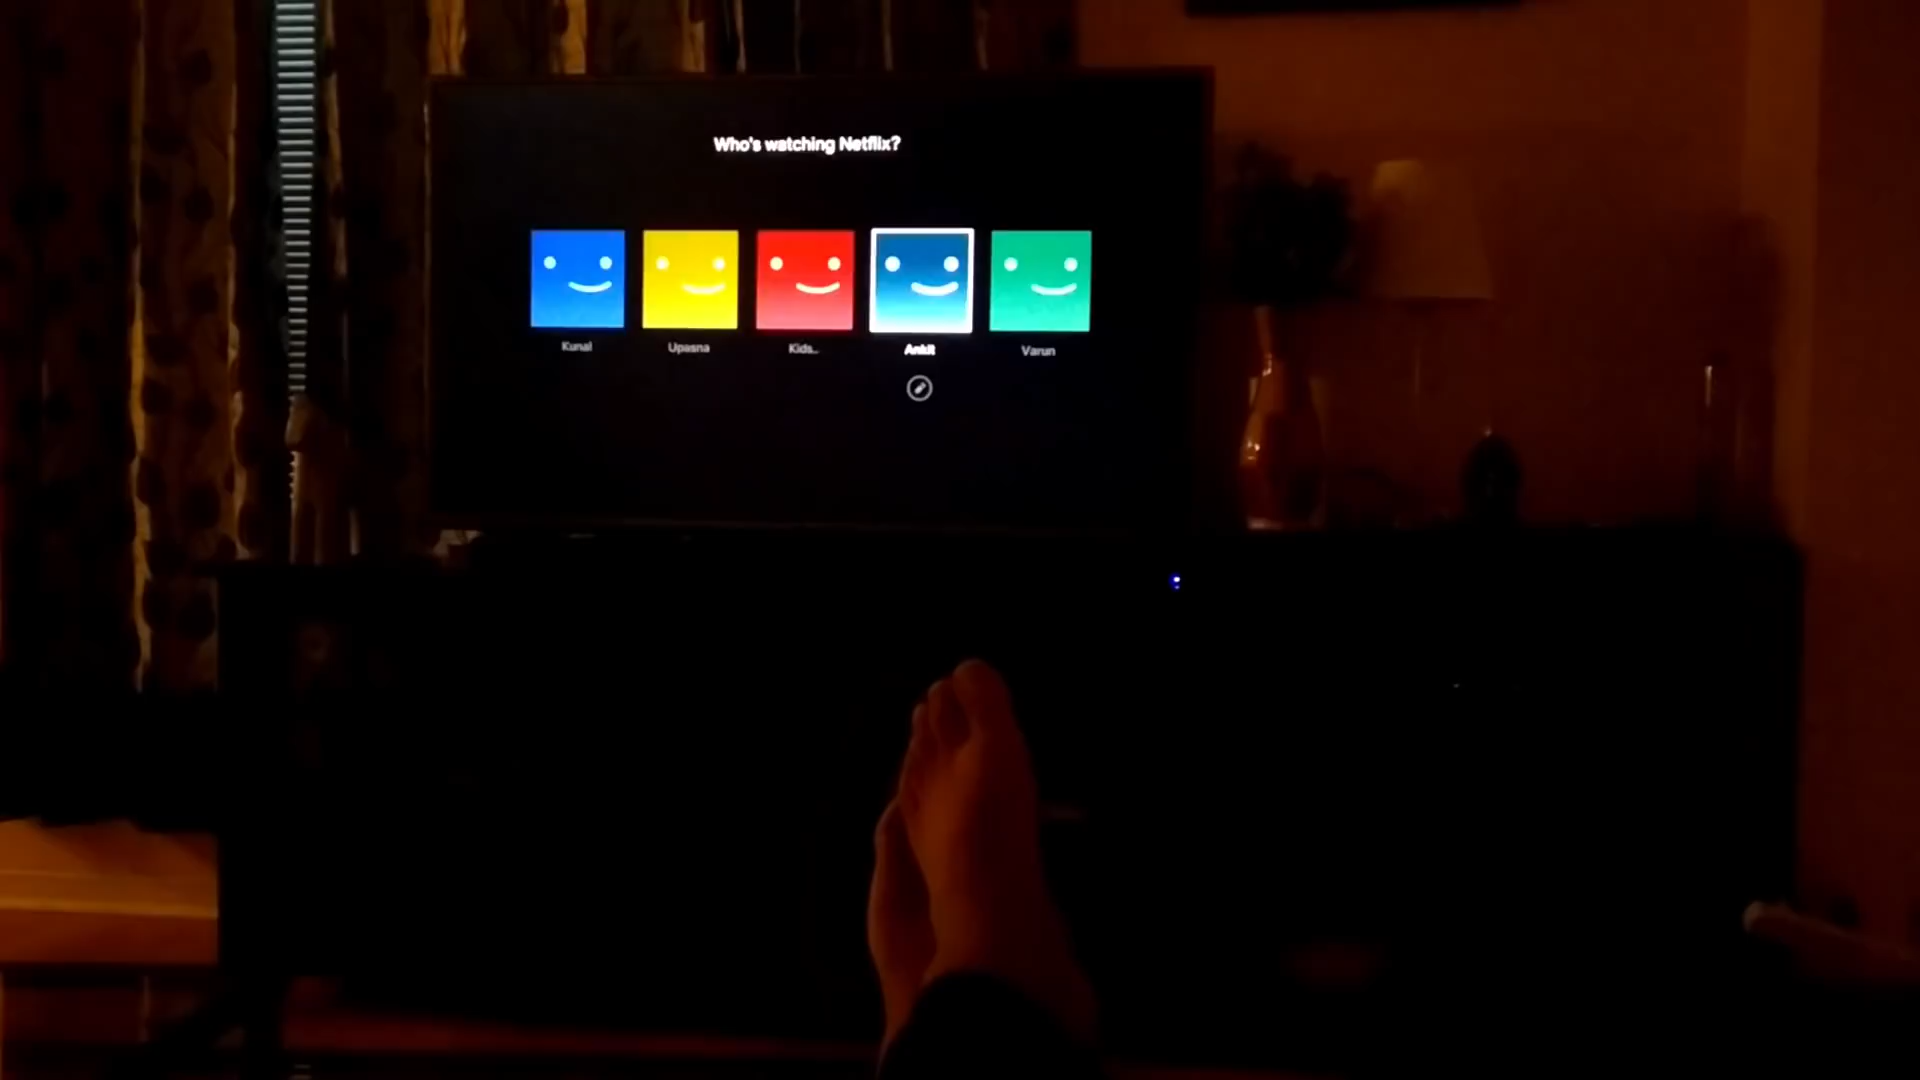 Who's watching Netflix?
Kunal
Upasna
Kids..
Ankit
Varun